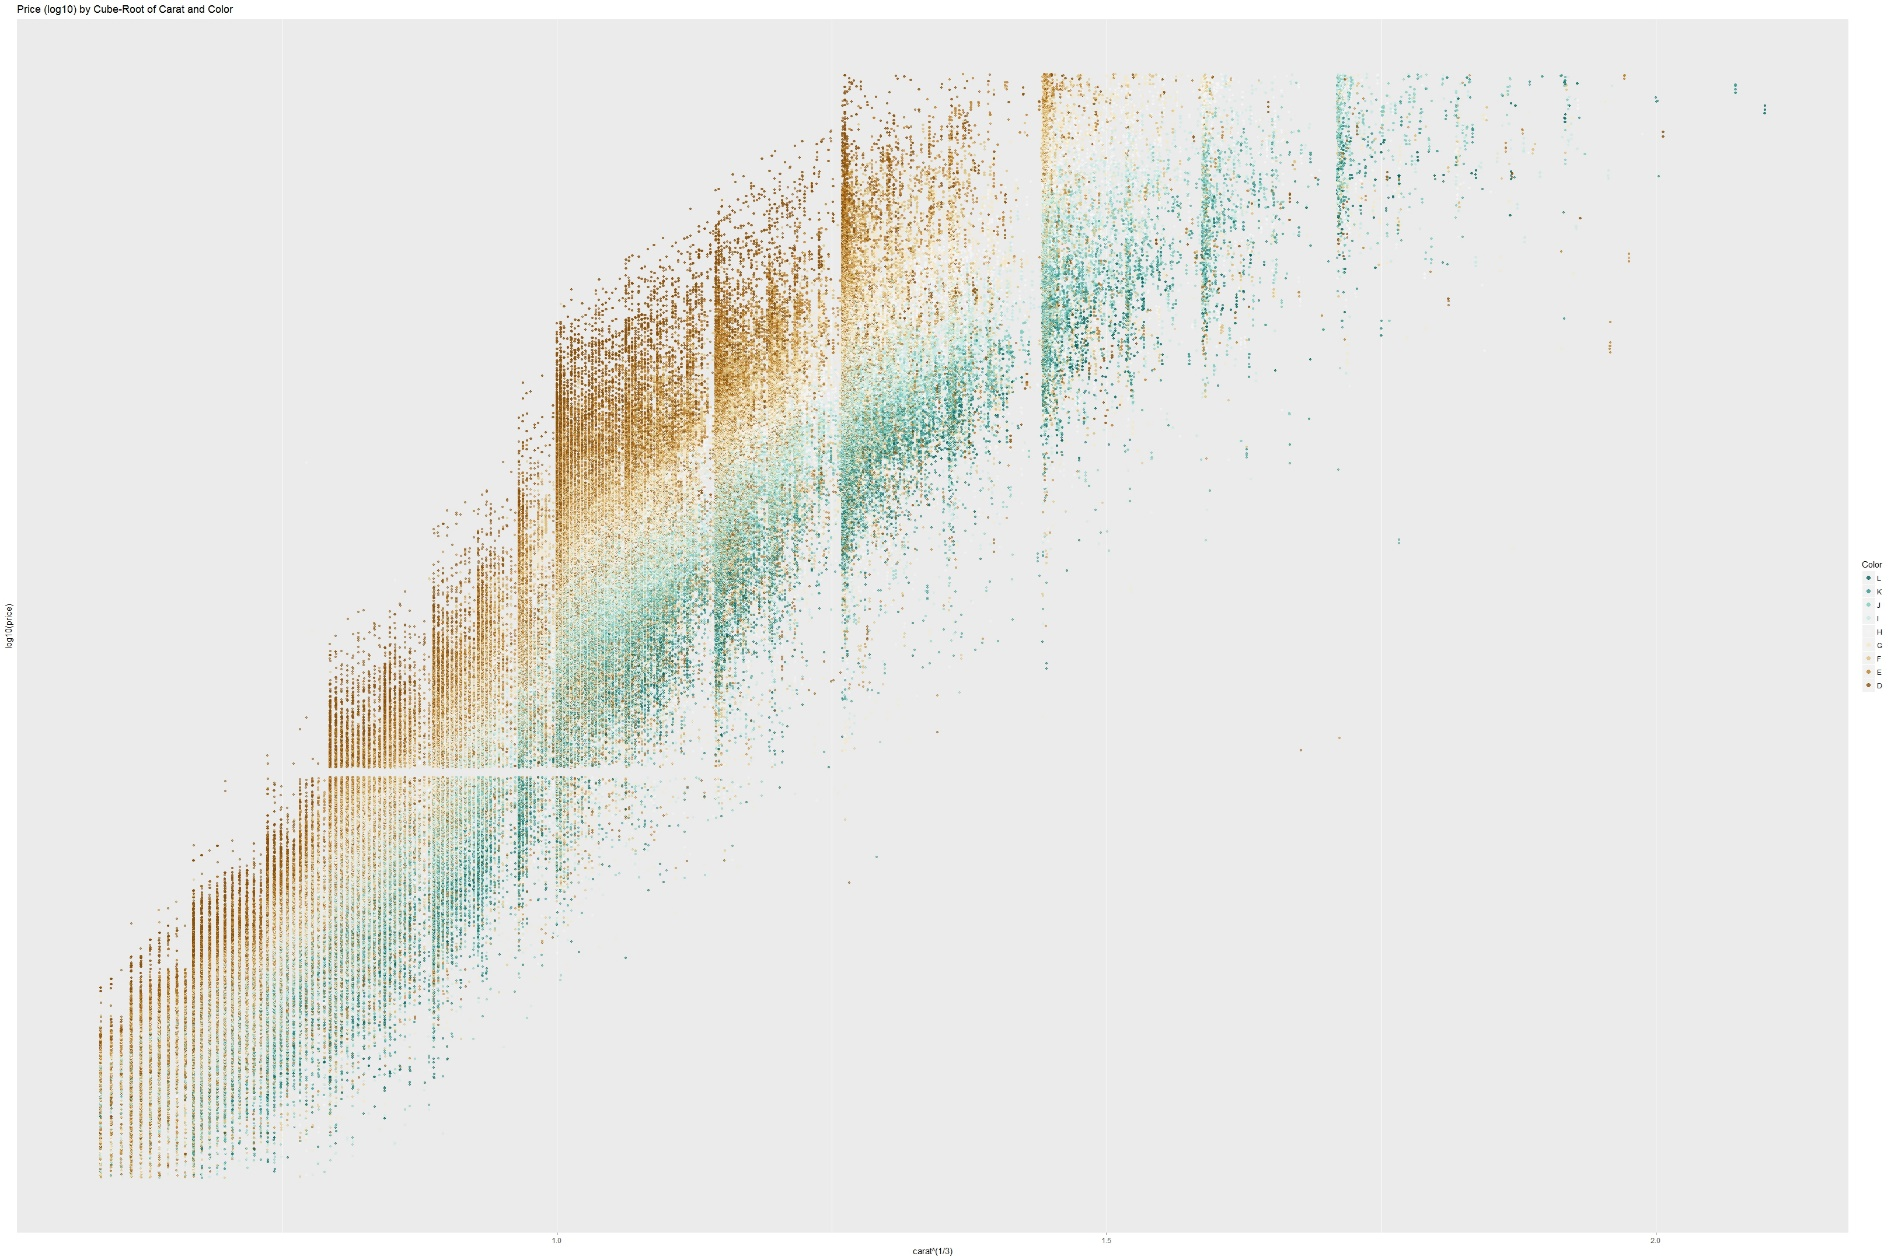 Price (log10) by Cube-Root of Carat and Color
log10(price)
Color
L
K
J
I
H
G
F
E
D
1.0
1.5
2.0
carat^(1/3)